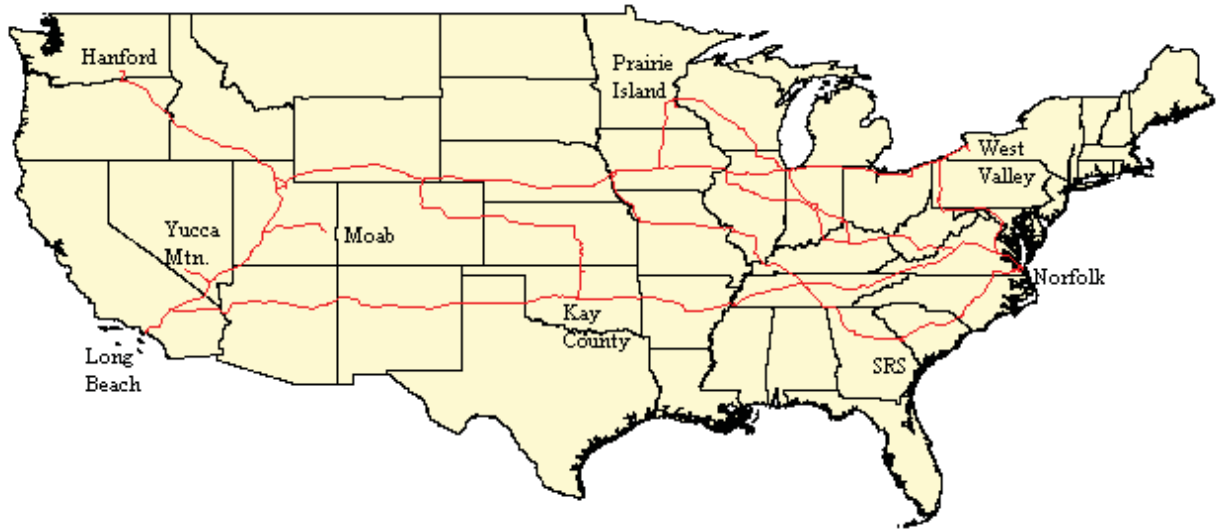 Hanford
Prairie
Island
West
Valley
Yucca
Mtn.
Moab
Norfolk
Kay
County
Long
Beach
SRS